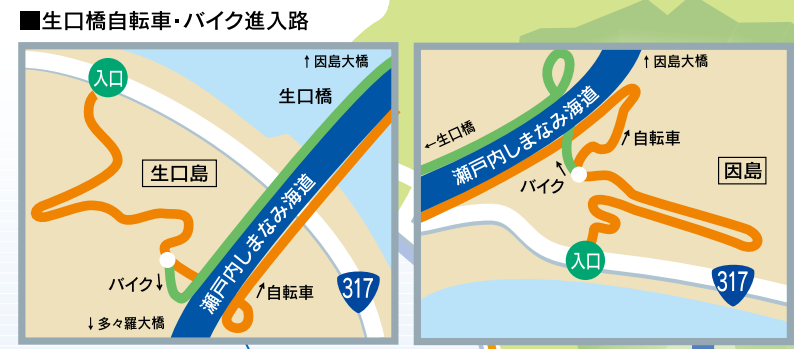 ■生口橋自転車･バイク進入路
入口
↑因島大橋
生口橋
生口島
瀬戸内しまなみ海道
バイク↓
↗自転車
317
↓多々羅大橋
↑因島大橋
←生口橋
瀬戸内しまなみ海道
↗自転車
バイク↖
因島
入口
317